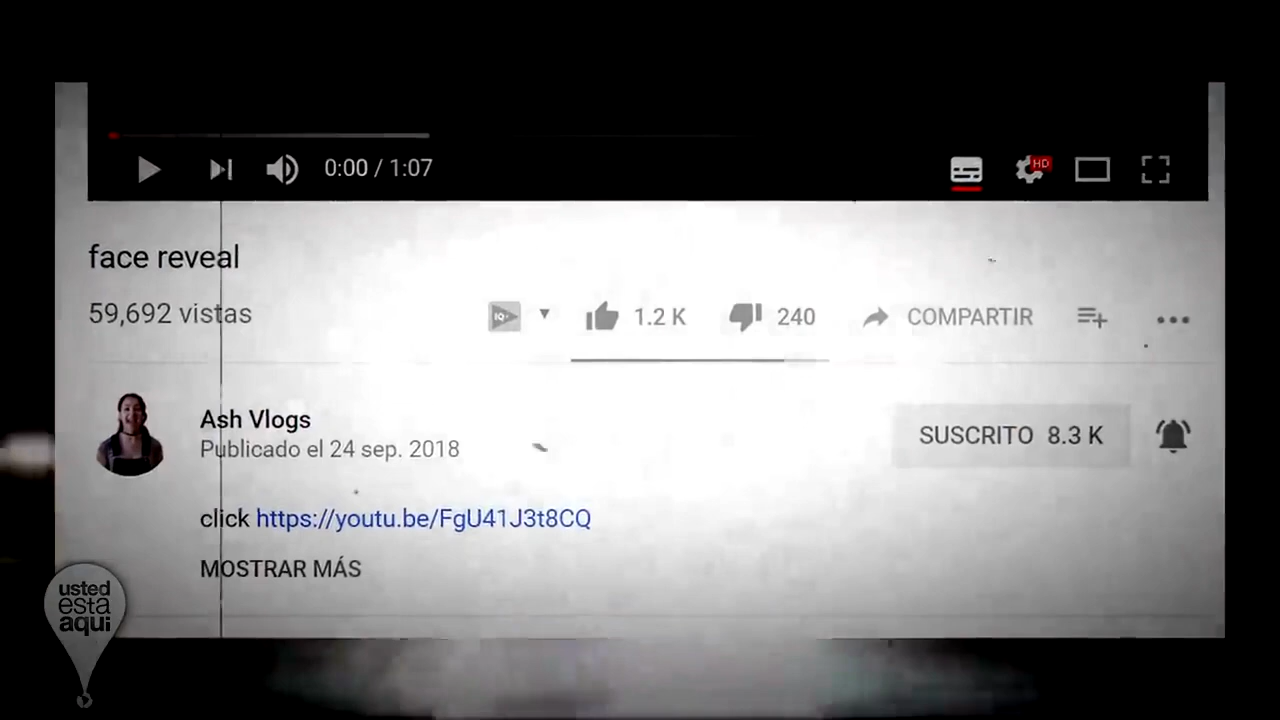 0:00 / 1:07
HD
face reveal
59,692 vistas
IQ+
1.2 K
240
COMPARTIR
Ash Vlogs
Publicado el 24 sep. 2018
SUSCRITO 8.3 K
click https://youtu.be/FgU41J3t8CQ
MOSTRAR MÁS
usted
esta
aqui